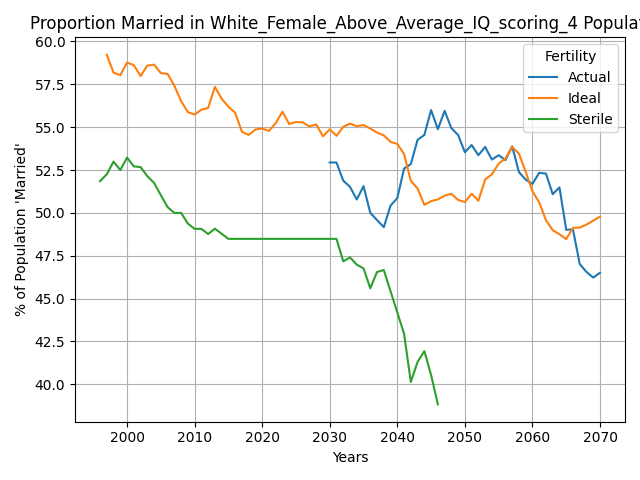 Proportion Married in White_Female_Above_Average_IQ_scoring_4 Populat
Fertility
Actual
Ideal
Sterile
60.0
57.5
55.0
52.5
50.0
47.5
45.0
42.5
40.0
% of Population 'Married'
2000 2010 2020 2030 2040 2050 2060 2070
Years